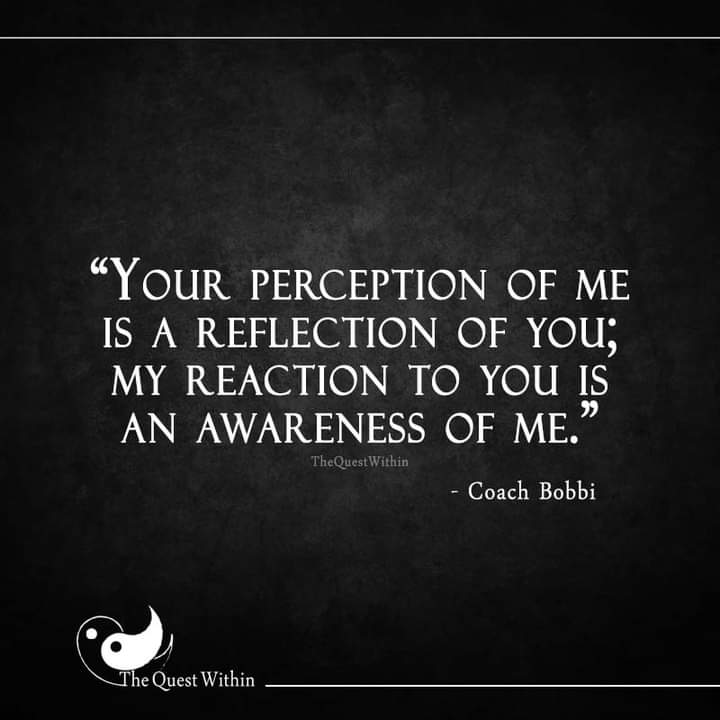 “Your perception of me
is a reflection of you;
my reaction to you is
an awareness of me.”
TheQuestWithin
- Coach Bobbi
The Quest Within